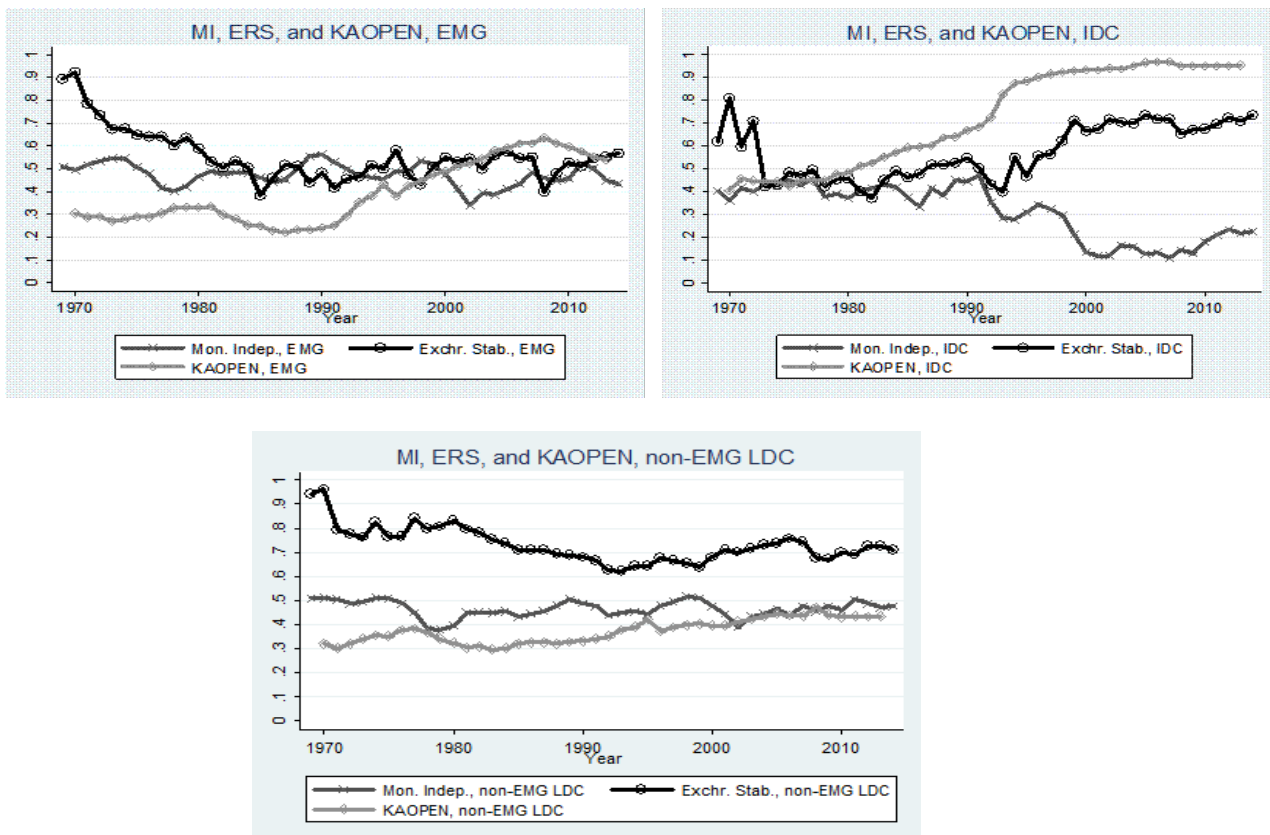 MI, ERS, and KAOPEN, EMG
0 .1 .2 .3 .4 .5 .6 .7 .8 .9 1
1970 1980 1990 2000 2010
Year
Mon. Indep., EMG Exchr. Stab., EMG
KAOPEN, EMG
MI, ERS, and KAOPEN, IDC
0 .1 .2 .3 .4 .5 .6 .7 .8 .9 1
1970 1980 1990 2000 2010
Year
Mon. Indep., IDC Exchr. Stab., IDC
KAOPEN, IDC
MI, ERS, and KAOPEN, non-EMG LDC
0 .1 .2 .3 .4 .5 .6 .7 .8 .9 1
1970 1980 1990 2000 2010
Year
Mon. Indep., non-EMG LDC Exchr. Stab., non-EMG LDC
KAOPEN, non-EMG LDC